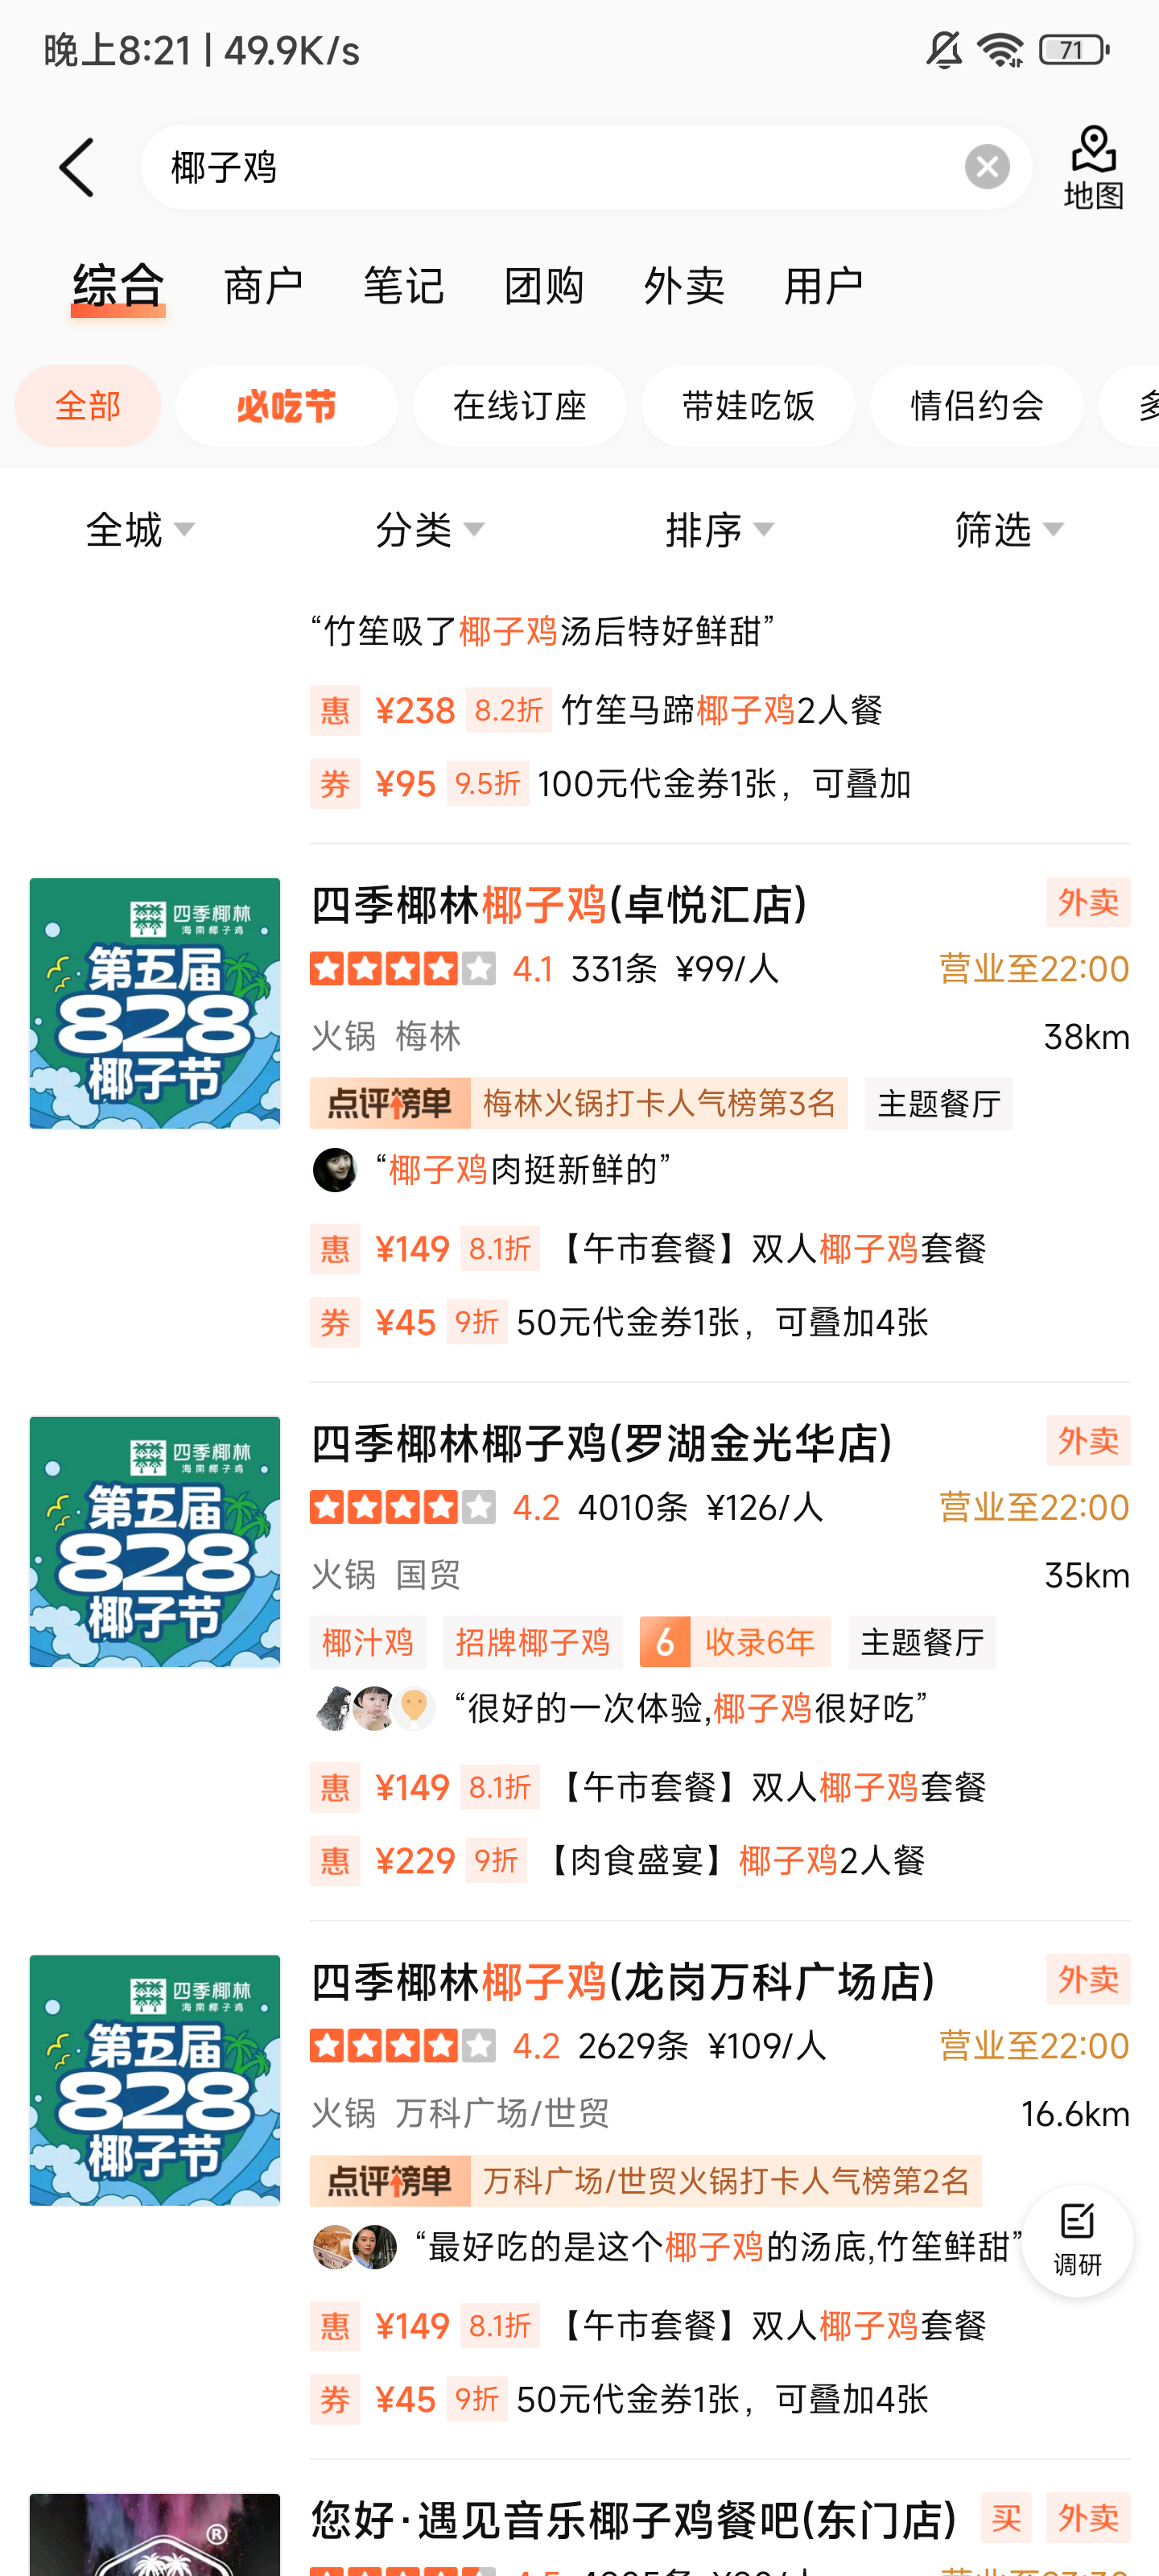 晚上8:21 | 49.9K/s
71
椰子鸡
地图
综合 商户 笔记 团购 外卖 用户
全部 必吃节 在线订座 带娃吃饭 情侣约会
全城 分类 排序 筛选
“竹笙吸了椰子鸡汤后特好鲜甜”
惠 ¥238 8.2折 竹笙马蹄椰子鸡2人餐
券 ¥95 9.5折 100元代金券1张，可叠加
四季椰林
海南椰子鸡
第五届
828
椰子节
四季椰林椰子鸡(卓悦汇店) 外卖
4.1 331条 ¥99/人 营业至22:00
火锅 梅林 38km
点评榜单 梅林火锅打卡人气榜第3名 主题餐厅
“椰子鸡肉挺新鲜的”
惠 ¥149 8.1折 【午市套餐】双人椰子鸡套餐
券 ¥45 9折 50元代金券1张，可叠加4张
四季椰林
海南椰子鸡
第五届
828
椰子节
四季椰林椰子鸡(罗湖金光华店) 外卖
4.2 4010条 ¥126/人 营业至22:00
火锅 国贸 35km
椰汁鸡 招牌椰子鸡 6 收录6年 主题餐厅
“很好的一次体验,椰子鸡很好吃”
惠 ¥149 8.1折 【午市套餐】双人椰子鸡套餐
惠 ¥229 9折 【肉食盛宴】椰子鸡2人餐
四季椰林
海南椰子鸡
第五届
828
椰子节
四季椰林椰子鸡(龙岗万科广场店) 外卖
4.2 2629条 ¥109/人 营业至22:00
火锅 万科广场/世贸 16.6km
点评榜单 万科广场/世贸火锅打卡人气榜第2名
“最好吃的是这个椰子鸡的汤底,竹笙鲜甜”
调研
惠 ¥149 8.1折 【午市套餐】双人椰子鸡套餐
券 ¥45 9折 50元代金券1张，可叠加4张
®
您好·遇见音乐椰子鸡餐吧(东门店) 买 外卖